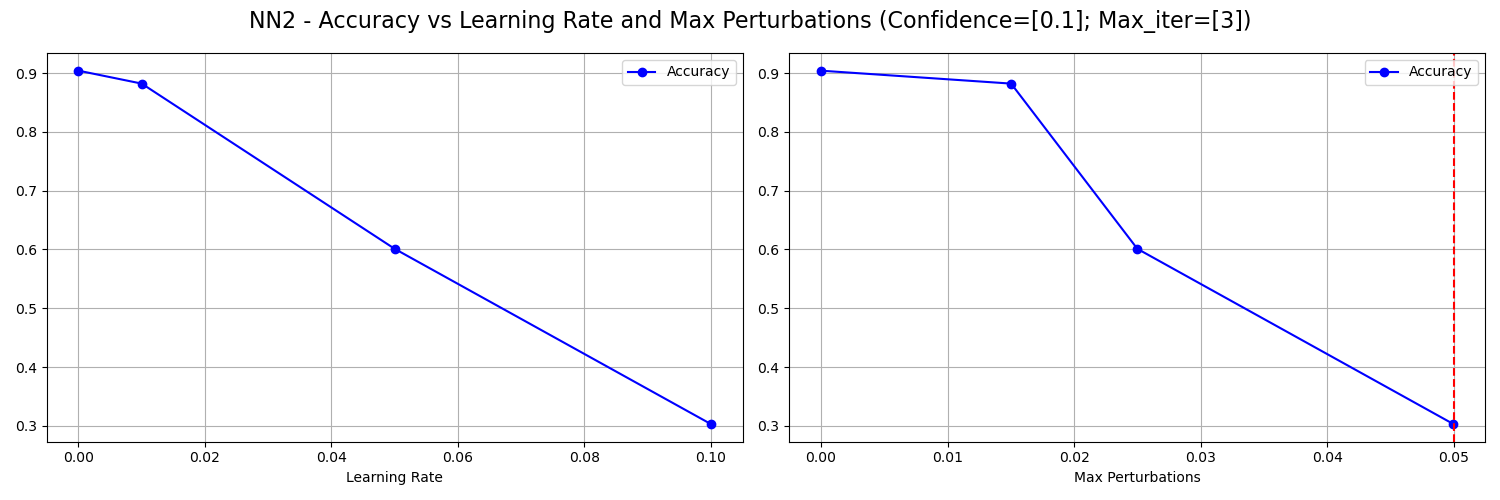 NN2 - Accuracy vs Learning Rate and Max Perturbations (Confidence=[0.1]; Max_iter=[3])
Accuracy
0.9
0.8
0.7
0.6
0.5
0.4
0.3
0.00 0.02 0.04 0.06 0.08 0.10
Learning Rate
Accuracy
0.9
0.8
0.7
0.6
0.5
0.4
0.3
0.00 0.01 0.02 0.03 0.04 0.05
Max Perturbations